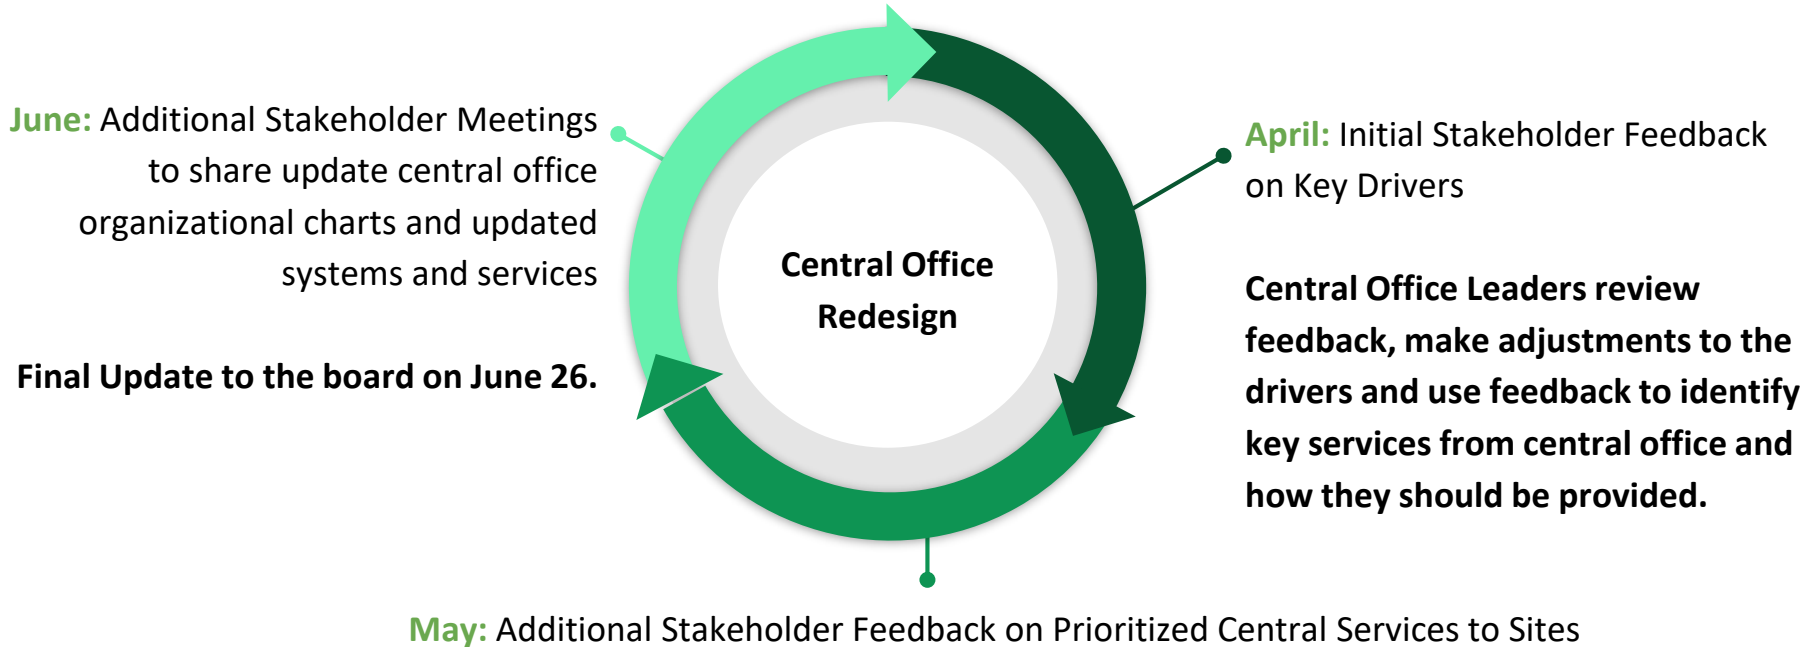 June: Additional Stakeholder Meetings
to share update central office
organizational charts and updated
systems and services
Final Update to the board on June 26.
Central Office
Redesign
April: Initial Stakeholder Feedback
on Key Drivers
Central Office Leaders review
feedback, make adjustments to the
drivers and use feedback to identify
key services from central office and
how they should be provided.
May: Additional Stakeholder Feedback on Prioritized Central Services to Sites